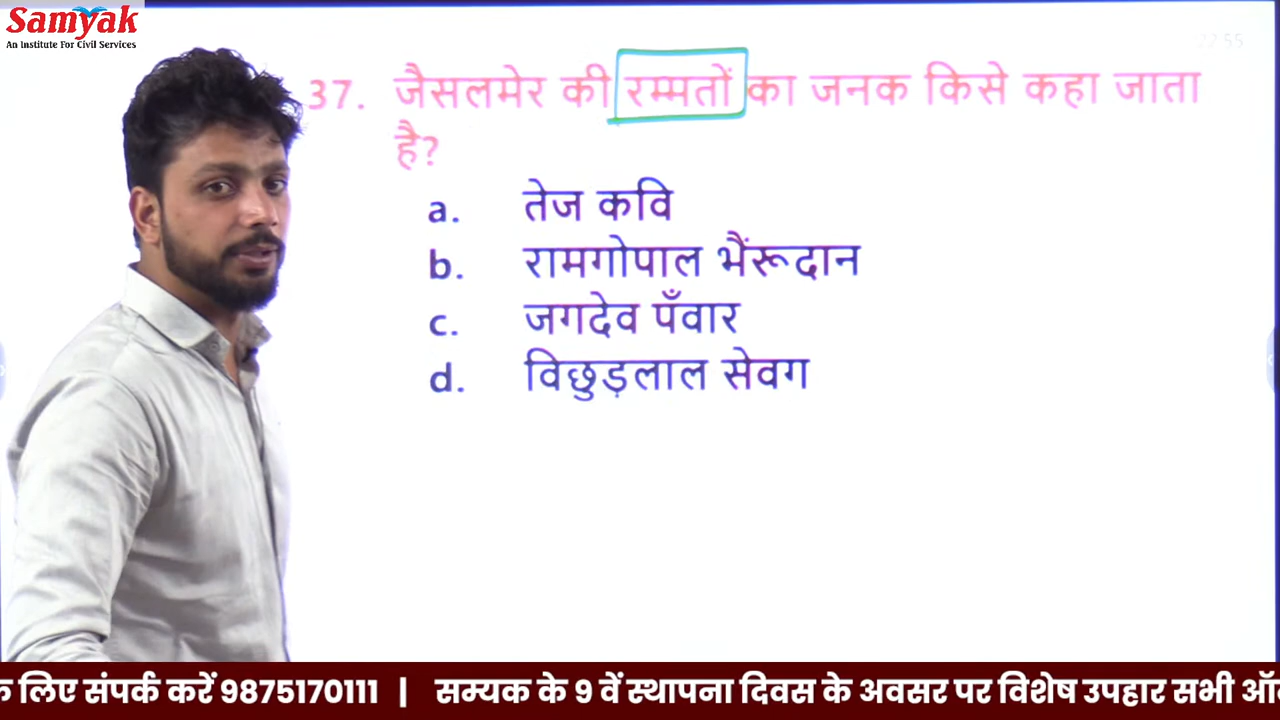 Samyak
An Institute For Civil Services
37. जैसलमेर की रम्मतों का जनक किसे कहा जाता
है?
a. तेज कवि
b. रामगोपाल भैंरूदान
c. जगदेव पँवार
d. विछुड़लाल सेवग
के लिए संपर्क करें 9875170111 | सम्यक के 9 वें स्थापना दिवस के अवसर पर विशेष उपहार सभी